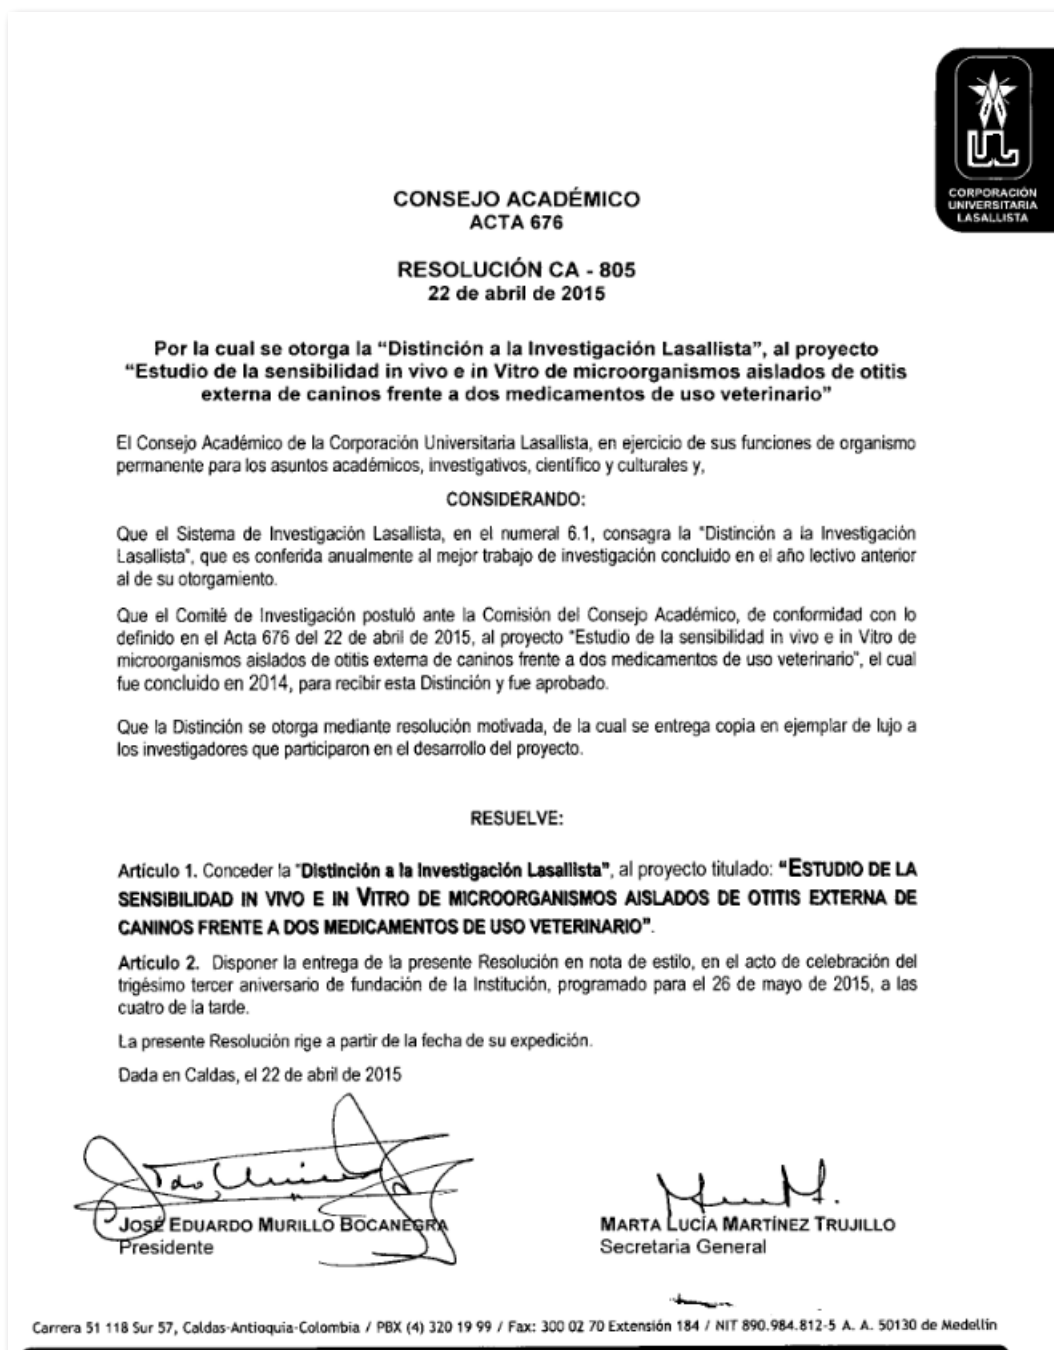 CORPORACIÓN
UNIVERSITARIA
LASALLISTA
CONSEJO ACADÉMICO
ACTA 676
RESOLUCIÓN CA - 805
22 de abril de 2015
Por la cual se otorga la “Distinción a la Investigación Lasallista”, al proyecto
“Estudio de la sensibilidad in vivo e in Vitro de microorganismos aislados de otitis
externa de caninos frente a dos medicamentos de uso veterinario”
El Consejo Académico de la Corporación Universitaria Lasallista, en ejercicio de sus funciones de organismo
permanente para los asuntos académicos, investigativos, científico y culturales y,
CONSIDERANDO:
Que el Sistema de Investigación Lasallista, en el numeral 6.1, consagra la "Distinción a la Investigación
Lasallista", que es conferida anualmente al mejor trabajo de investigación concluido en el año lectivo anterior
al de su otorgamiento.
Que el Comité de Investigación postuló ante la Comisión del Consejo Académico, de conformidad con lo
definido en el Acta 676 del 22 de abril de 2015, al proyecto "Estudio de la sensibilidad in vivo e in Vitro de
microorganismos aislados de otitis externa de caninos frente a dos medicamentos de uso veterinario", el cual
fue concluido en 2014, para recibir esta Distinción y fue aprobado.
Que la Distinción se otorga mediante resolución motivada, de la cual se entrega copia en ejemplar de lujo a
los investigadores que participaron en el desarrollo del proyecto.
RESUELVE:
Artículo 1. Conceder la "Distinción a la Investigación Lasallista", al proyecto titulado: “ESTUDIO DE LA
SENSIBILIDAD IN VIVO E IN VITRO DE MICROORGANISMOS AISLADOS DE OTITIS EXTERNA DE
CANINOS FRENTE A DOS MEDICAMENTOS DE USO VETERINARIO”.
Artículo 2. Disponer la entrega de la presente Resolución en nota de estilo, en el acto de celebración del
trigésimo tercer aniversario de fundación de la Institución, programado para el 26 de mayo de 2015, a las
cuatro de la tarde.
La presente Resolución rige a partir de la fecha de su expedición.
Dada en Caldas, el 22 de abril de 2015
JOSÉ EDUARDO MURILLO BOCANEGRA
Presidente
MARTA LUCÍA MARTÍNEZ TRUJILLO
Secretaria General
Carrera 51 118 Sur 57, Caldas-Antioquia-Colombia / PBX (4) 320 19 99 / Fax: 300 02 70 Extensión 184 / NIT 890.984.812-5 A. A. 50130 de Medellín